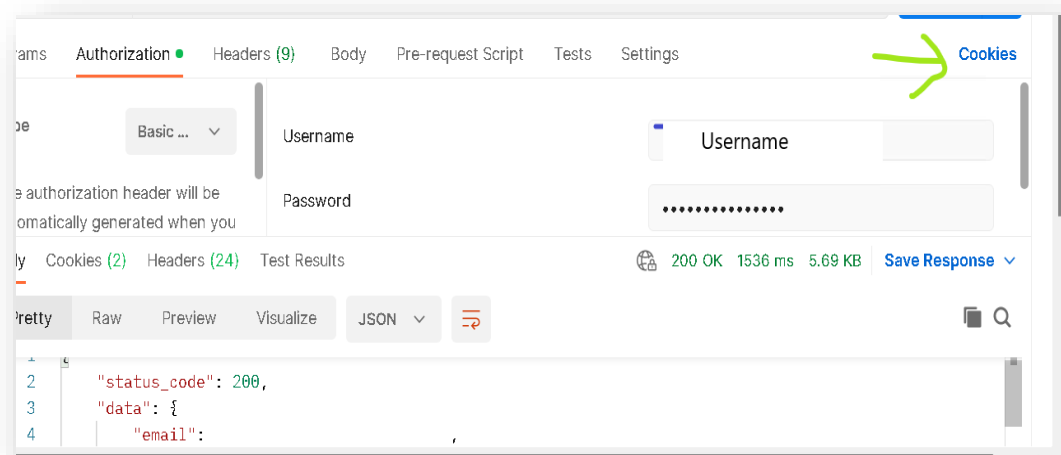 rams Authorization Headers (9) Body Pre-request Script Tests Settings Cookies
pe Basic ... Username Username
e authorization header will be
omatically generated when you
Password •••••••••••••••
ly Cookies (2) Headers (24) Test Results 200 OK 1536 ms 5.69 KB Save Response
Pretty Raw Preview Visualize JSON
1 {
2 "status_code": 200,
3 "data": {
4 "email": ,